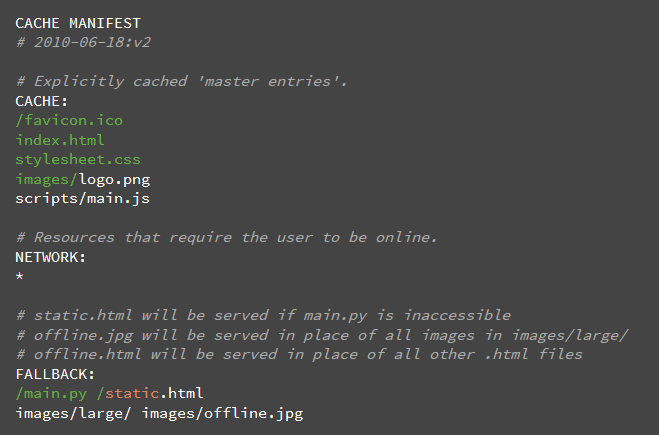 CACHE MANIFEST
# 2010-06-18:v2
# Explicitly cached 'master entries'.
CACHE:
/favicon.ico
index.html
stylesheet.css
images/logo.png
scripts/main.js
# Resources that require the user to be online.
NETWORK:
*
# static.html will be served if main.py is inaccessible
# offline.jpg will be served in place of all images in images/large/
# offline.html will be served in place of all other .html files
FALLBACK:
/main.py /static.html
images/large/ images/offline.jpg